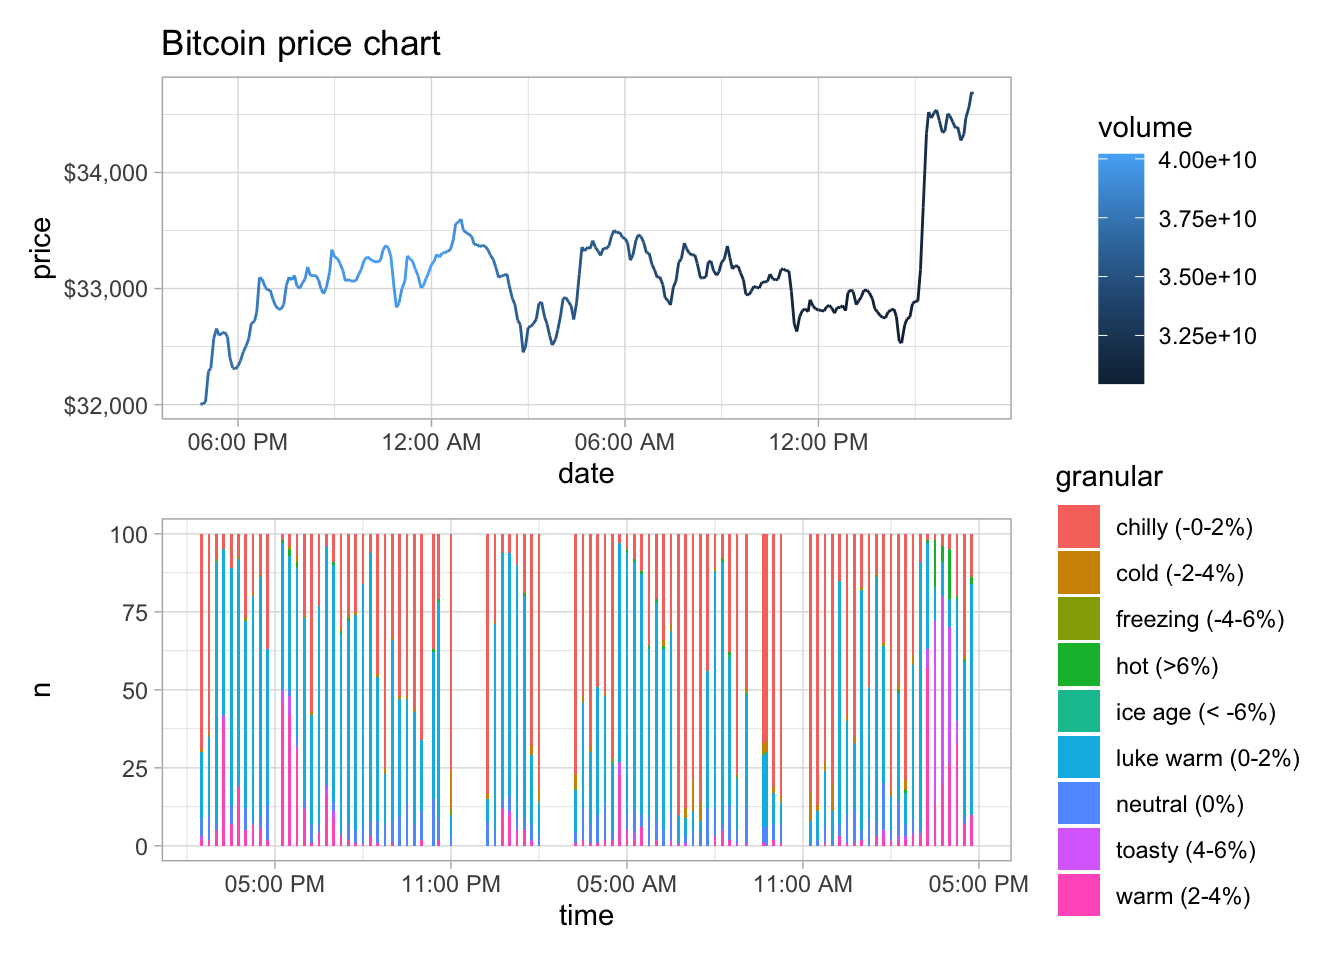 Bitcoin price chart
price
$34,000
$33,000
$32,000
06:00 PM 12:00 AM 06:00 AM 12:00 PM
date
volume
4.00e+10
3.75e+10
3.50e+10
3.25e+10
n
100
75
50
25
0
05:00 PM 11:00 PM 05:00 AM 11:00 AM 05:00 PM
time
granular
chilly (-0-2%)
cold (-2-4%)
freezing (-4-6%)
hot (>6%)
ice age (< -6%)
luke warm (0-2%)
neutral (0%)
toasty (4-6%)
warm (2-4%)